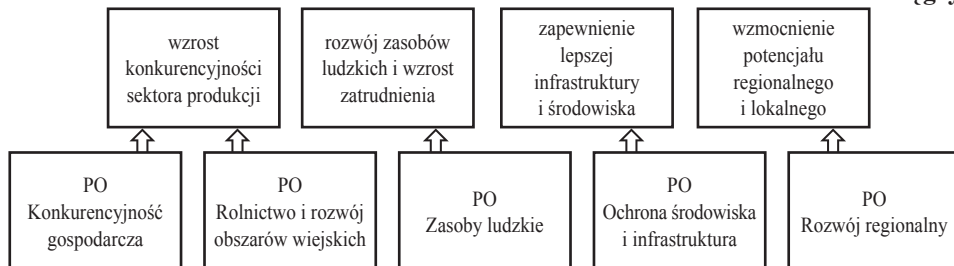 wzrost
konkurencyjności
sektora produkcji
rozwój zasobów
ludzkich i wzrost
zatrudnienia
zapewnienie
lepszej
infrastruktury
i środowiska
wzmocnienie
potencjału
regionalnego
i lokalnego
PO
Konkurencyjność
gospodarcza
PO
Rolnictwo i rozwój
obszarów wiejskich
PO
Zasoby ludzkie
PO
Ochrona środowiska
i infrastruktura
PO
Rozwój regionalny